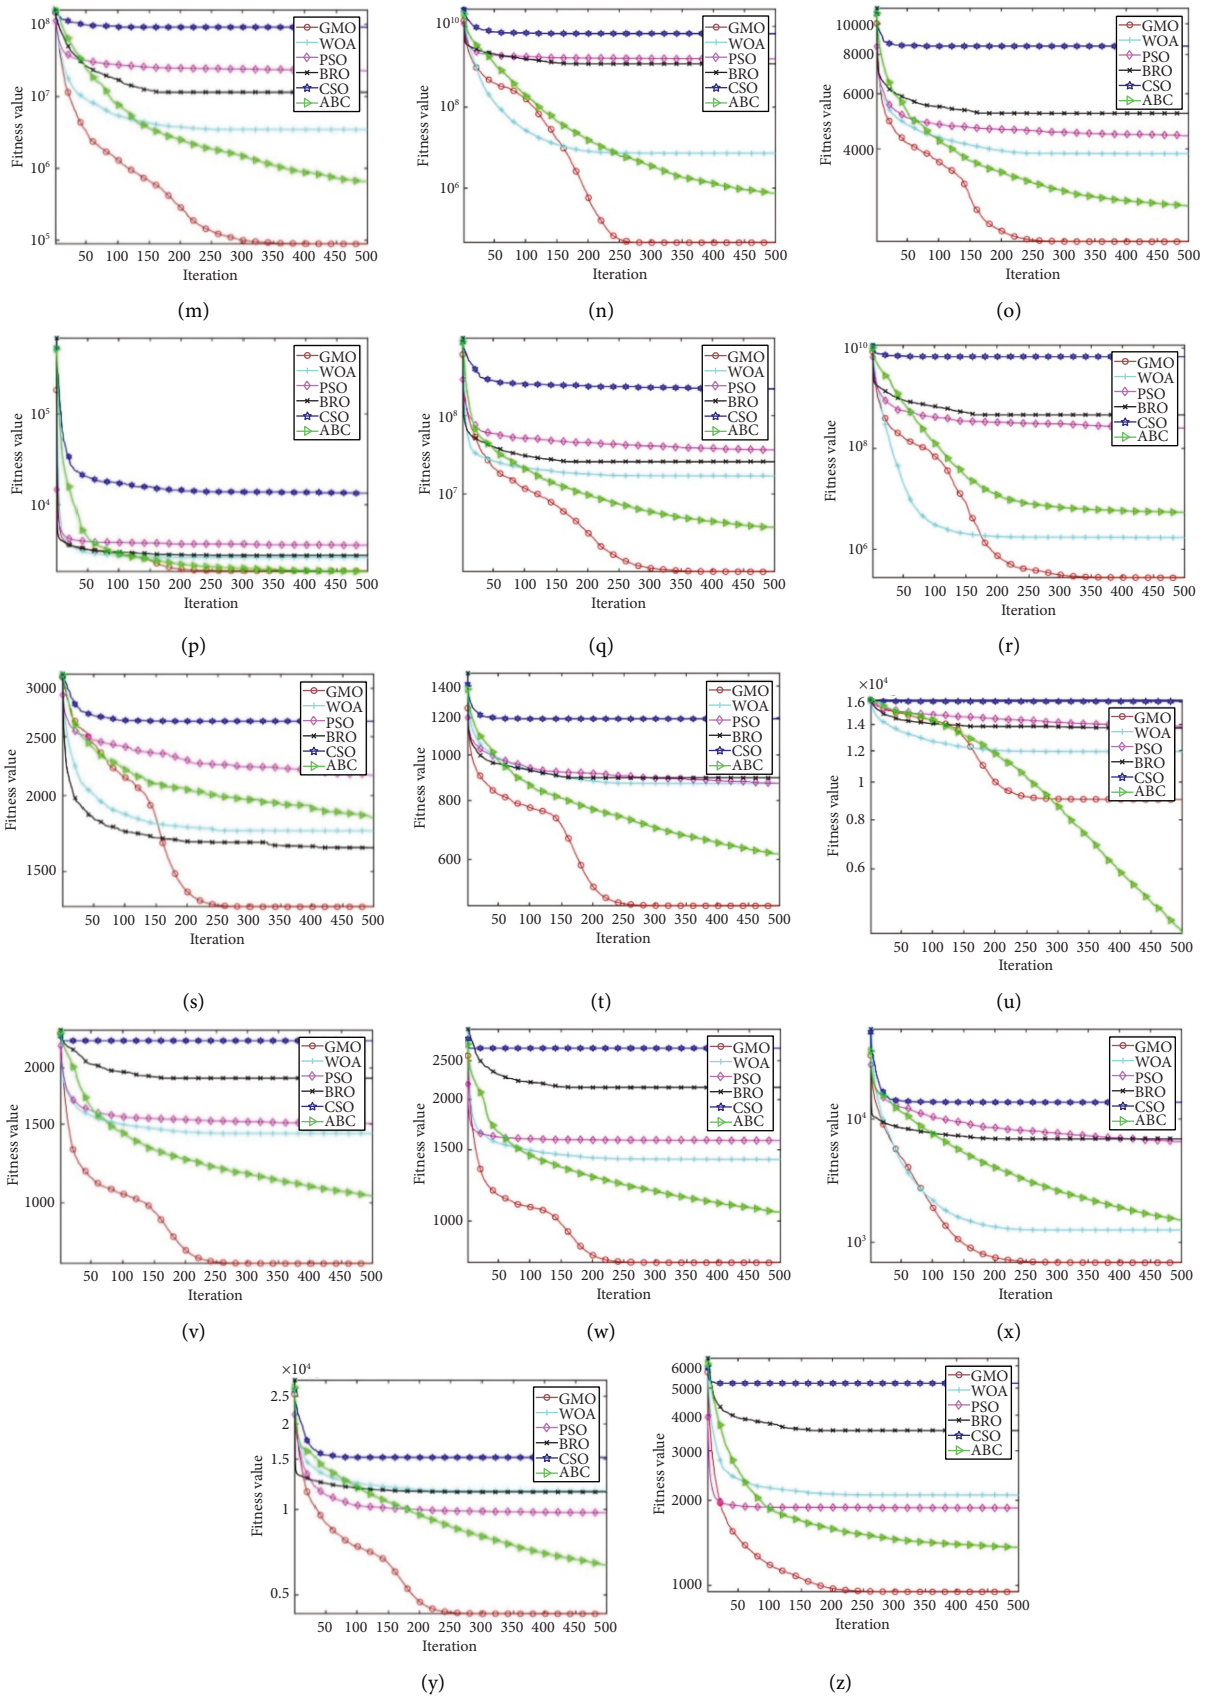 10^8
10^7
10^6
10^5
Fitness value
GMO
WOA
PSO
BRO
CSO
ABC
50 100 150 200 250 300 350 400 450 500
Iteration
(m)
10^10
10^8
10^6
Fitness value
GMO
WOA
PSO
BRO
CSO
ABC
50 100 150 200 250 300 350 400 450 500
Iteration
(n)
10000
8000
6000
4000
Fitness value
GMO
WOA
PSO
BRO
CSO
ABC
50 100 150 200 250 300 350 400 450 500
Iteration
(o)
10^5
10^4
Fitness value
GMO
WOA
PSO
BRO
CSO
ABC
50 100 150 200 250 300 350 400 450 500
Iteration
(p)
10^8
10^7
Fitness value
GMO
WOA
PSO
BRO
CSO
ABC
50 100 150 200 250 300 350 400 450 500
Iteration
(q)
10^10
10^8
10^6
Fitness value
GMO
WOA
PSO
BRO
CSO
ABC
50 100 150 200 250 300 350 400 450 500
Iteration
(r)
3000
2500
2000
1500
Fitness value
GMO
WOA
PSO
BRO
CSO
ABC
50 100 150 200 250 300 350 400 450 500
Iteration
(s)
1400
1200
1000
800
600
Fitness value
GMO
WOA
PSO
BRO
CSO
ABC
50 100 150 200 250 300 350 400 450 500
Iteration
(t)
×10^4
1.6
1.4
1.2
1
0.8
0.6
Fitness value
GMO
WOA
PSO
BRO
CSO
ABC
50 100 150 200 250 300 350 400 450 500
Iteration
(u)
2000
1500
1000
Fitness value
GMO
WOA
PSO
BRO
CSO
ABC
50 100 150 200 250 300 350 400 450 500
Iteration
(v)
2500
2000
1500
1000
Fitness value
GMO
WOA
PSO
BRO
CSO
ABC
50 100 150 200 250 300 350 400 450 500
Iteration
(w)
10^4
10^3
Fitness value
GMO
WOA
PSO
BRO
CSO
ABC
50 100 150 200 250 300 350 400 450 500
Iteration
(x)
×10^4
2.5
2
1.5
1
0.5
Fitness value
GMO
WOA
PSO
BRO
CSO
ABC
50 100 150 200 250 300 350 400 450 500
Iteration
(y)
6000
5000
4000
3000
2000
1000
Fitness value
GMO
WOA
PSO
BRO
CSO
ABC
50 100 150 200 250 300 350 400 450 500
Iteration
(z)